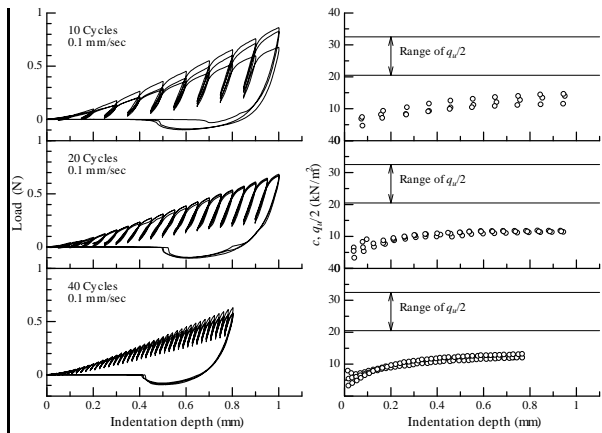 10 Cycles
0.1 mm/sec
20 Cycles
0.1 mm/sec
40 Cycles
0.1 mm/sec
Load (N)
1
0.5
0
1
0.5
0
1
0.5
0
0 0.2 0.4 0.6 0.8 1
Indentation depth (mm)
Range of qu/2
Range of qu/2
Range of qu/2
c, qu/2 (kN/m²)
40
30
20
10
0
40
30
20
10
40
30
20
10
0 0.2 0.4 0.6 0.8 1
Indentation depth (mm)